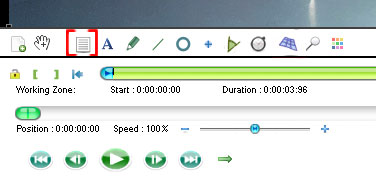 A
Working Zone: Start : 0:00:00:00 Duration : 0:00:03:96
Position : 0:00:00:00 Speed : 100%